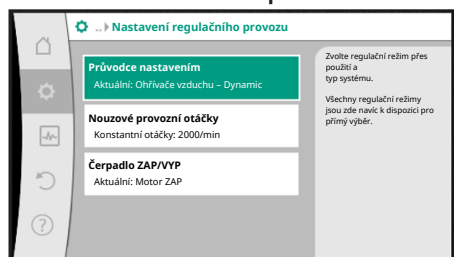 ..▸ Nastavení regulačního provozu
Průvodce nastavením
Aktuální: Ohřívače vzduchu – Dynamic
Nouzové provozní otáčky
Konstantní otáčky: 2000/min
Čerpadlo ZAP/VYP
Aktuální: Motor ZAP
Zvolte regulační režim přes
použití a
typ systému.
Všechny regulační režimy
jsou zde navíc k dispozici pro
přímý výběr.
?